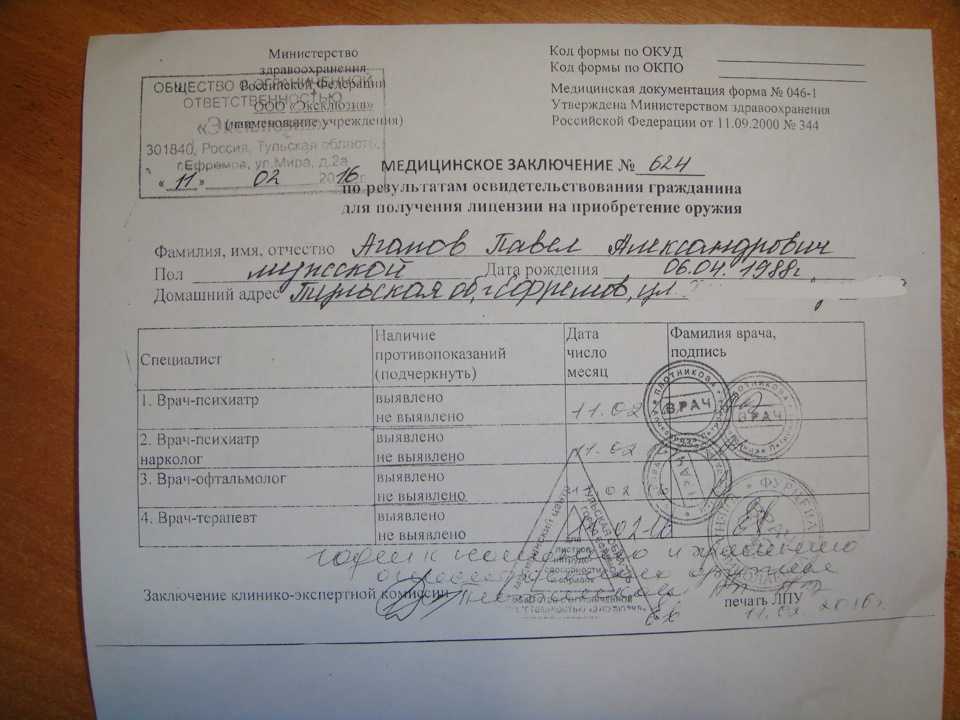 Министерство
здравоохранения
Российской Федерации
ООО «Эксклюзив»
(наименование учреждения)
ОБЩЕСТВО С ОГРАНИЧЕННОЙ
ОТВЕТСТВЕННОСТЬЮ
«Эксклюзив»
301840, Россия, Тульская область,
г.Ефремов, ул.Мира, д.2а
« 11 » 02 2016
Код формы по ОКУД
Код формы по ОКПО
Медицинская документация форма № 046-1
Утверждена Министерством здравоохранения
Российской Федерации от 11.09.2000 № 344
МЕДИЦИНСКОЕ ЗАКЛЮЧЕНИЕ № 624
по результатам освидетельствования гражданина
для получения лицензии на приобретение оружия
Фамилия, имя, отчество Агапов Павел Александрович
Пол мужской Дата рождения 06.04.1988г.
Домашний адрес Тульская обл, г Ефремов, ул.
Специалист
Наличие
противопоказаний
(подчеркнуть)
Дата
число
месяц
Фамилия врача,
подпись
1. Врач-психиатр
выявлено
не выявлено
11.02
2. Врач-психиатр
нарколог
выявлено
не выявлено
11.02
3. Врач-офтальмолог
выявлено
не выявлено
4. Врач-терапевт
выявлено
не выявлено
ПЛОТНИКОВА
ВРАЧ
ВРАЧ
ВРАЧ
годен к
Заключение клинико-экспертной комиссии
печать ЛПУ
11.02.2016г.